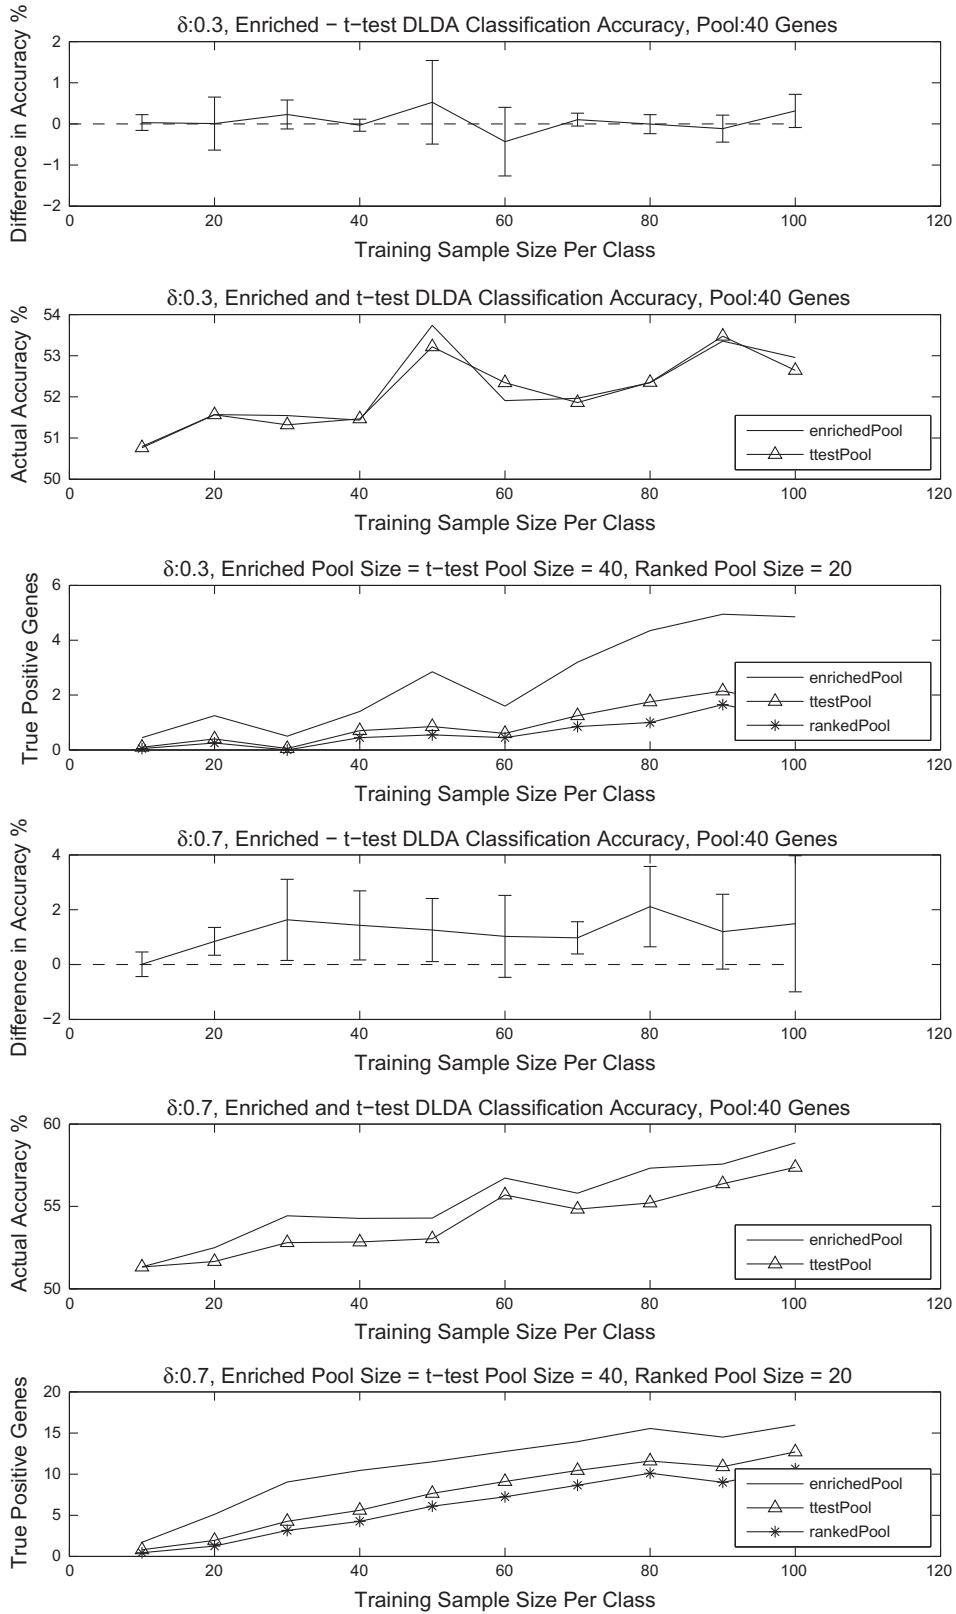 δ:0.3, Enriched − t−test DLDA Classification Accuracy, Pool:40 Genes
Difference in Accuracy %
2
1
0
−1
−2
0 20 40 60 80 100 120
Training Sample Size Per Class
δ:0.3, Enriched and t−test DLDA Classification Accuracy, Pool:40 Genes
Actual Accuracy %
54
53
52
51
50
enrichedPool
ttestPool
0 20 40 60 80 100 120
Training Sample Size Per Class
δ:0.3, Enriched Pool Size = t−test Pool Size = 40, Ranked Pool Size = 20
True Positive Genes
6
4
2
0
enrichedPool
ttestPool
rankedPool
0 20 40 60 80 100 120
Training Sample Size Per Class
δ:0.7, Enriched − t−test DLDA Classification Accuracy, Pool:40 Genes
Difference in Accuracy %
4
2
0
−2
0 20 40 60 80 100 120
Training Sample Size Per Class
δ:0.7, Enriched and t−test DLDA Classification Accuracy, Pool:40 Genes
Actual Accuracy %
60
55
50
enrichedPool
ttestPool
0 20 40 60 80 100 120
Training Sample Size Per Class
δ:0.7, Enriched Pool Size = t−test Pool Size = 40, Ranked Pool Size = 20
True Positive Genes
20
15
10
5
0
enrichedPool
ttestPool
rankedPool
0 20 40 60 80 100 120
Training Sample Size Per Class